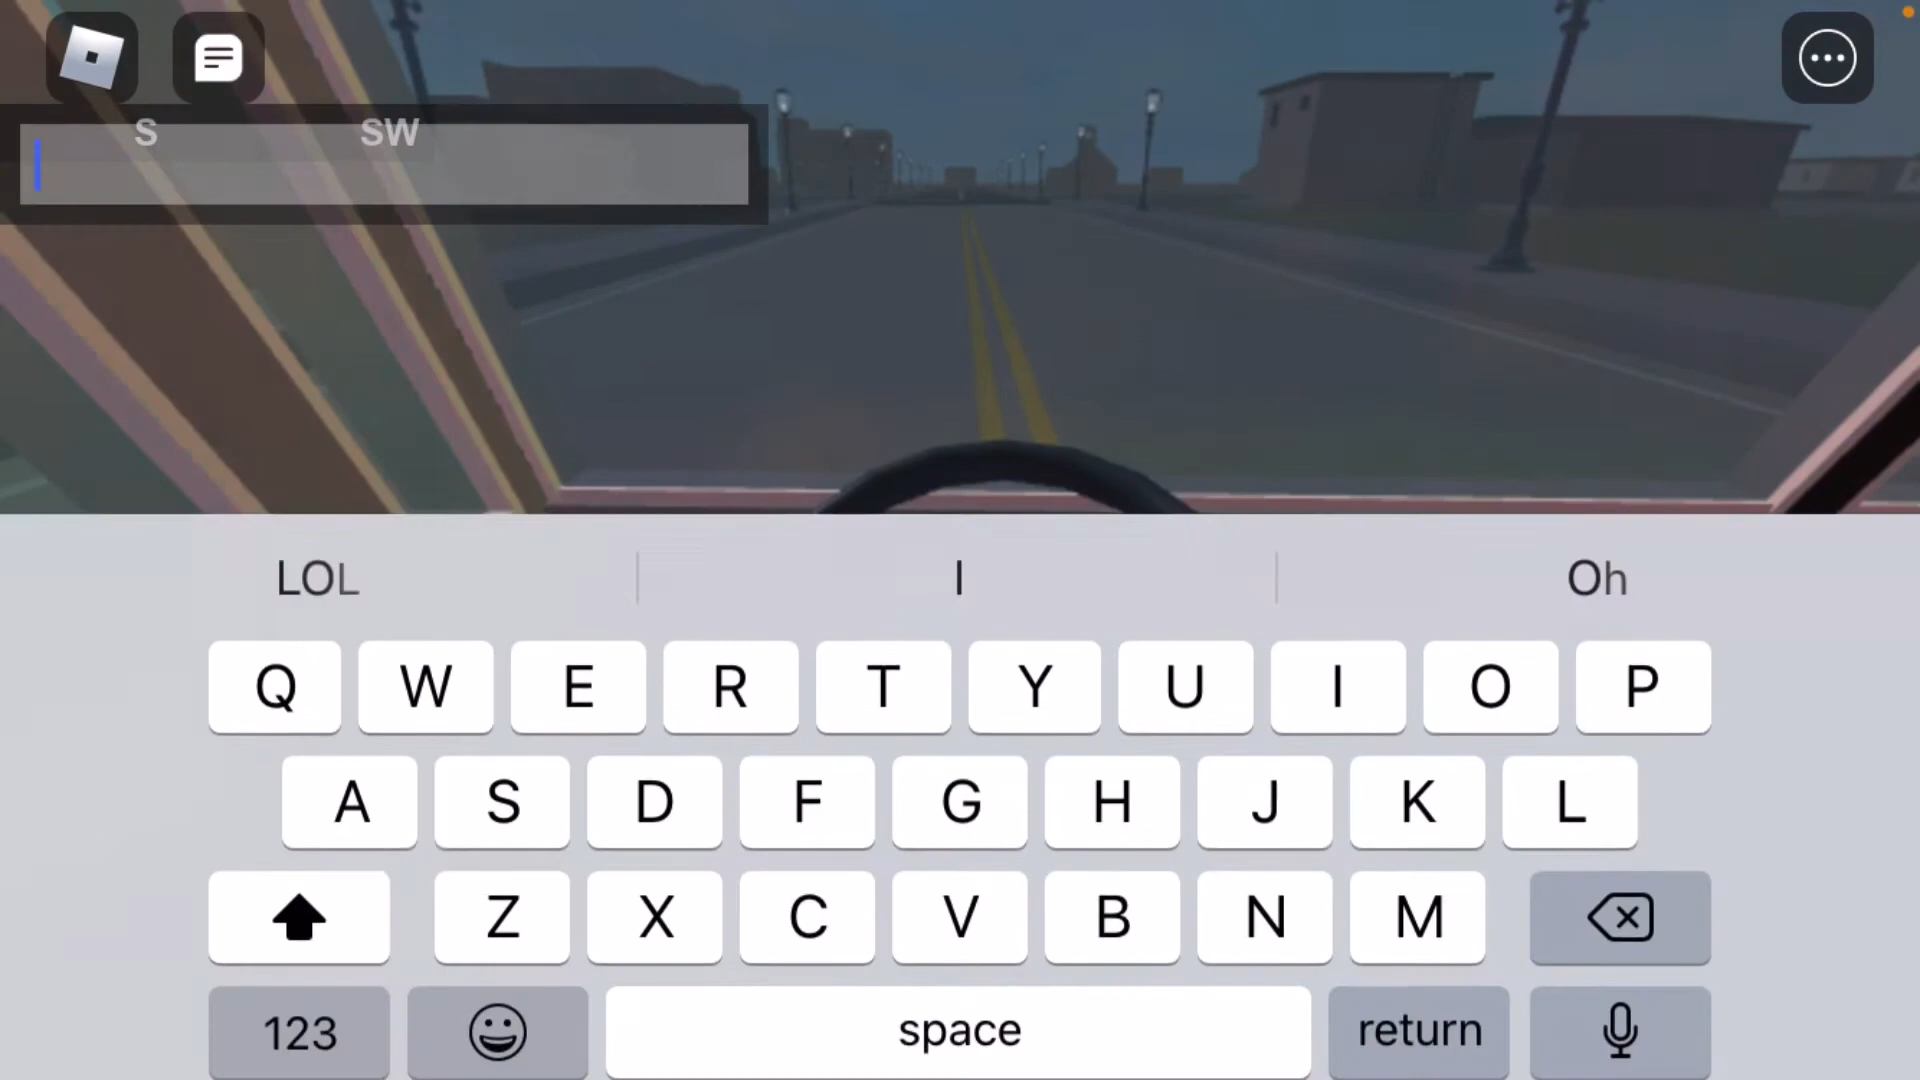 S SW
LOL I Oh
Q W E R T Y U I O P
A S D F G H J K L
Z X C V B N M
123 space return